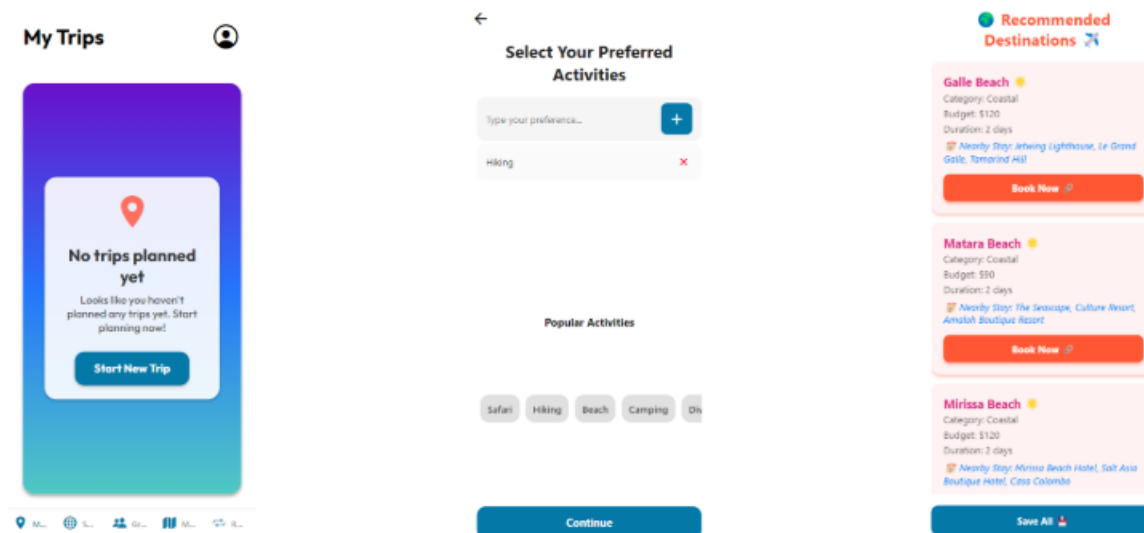 My Trips
No trips planned
yet
Looks like you haven't
planned any trips yet. Start
planning now!
Start New Trip
M...
S...
Gr...
M...
R...
Select Your Preferred
Activities
Type your preference...
+
Hiking
×
Popular Activities
Safari Hiking Beach Camping Div
Continue
🌍 Recommended
Destinations ✈️
Galle Beach ☀️
Category: Coastal
Budget: $120
Duration: 2 days
Nearby Stay: Jetwing Lighthouse, Le Grand
Galle, Tamarind Hill
Book Now 🔗
Matara Beach ☀️
Category: Coastal
Budget: $90
Duration: 2 days
Nearby Stay: The Seascape, Culture Resort,
Amaloh Boutique Resort
Book Now 🔗
Mirissa Beach ☀️
Category: Coastal
Budget: $120
Duration: 2 days
Nearby Stay: Mirissa Beach Hotel, Salt Asia
Boutique Hotel, Casa Colombo
Save All 💾